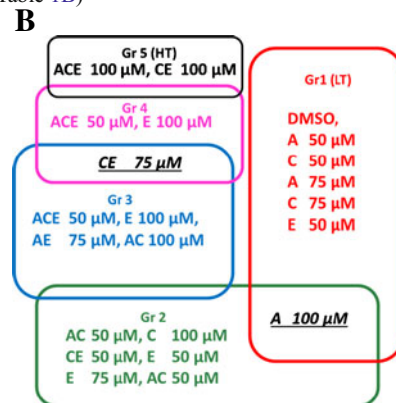 Table 1B)
B
Gr 5 (HT)
ACE 100 µM, CE 100 µM
Gr 4
ACE 50 µM, E 100 µM
CE 75 µM
Gr 3
ACE 50 µM, E 100 µM,
AE 75 µM, AC 100 µM
Gr1 (LT)
DMSO,
A 50 µM
C 50 µM
A 75 µM
C 75 µM
E 50 µM
A 100 µM
Gr 2
AC 50 µM, C 100 µM
CE 50 µM, E 50 µM
E 75 µM, AC 50 µM